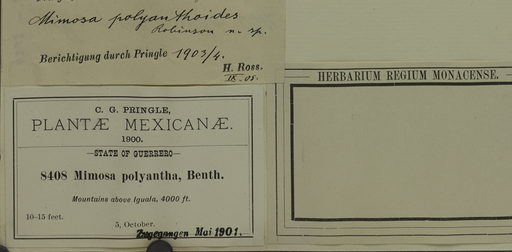 Mimosa polyanthoides
Robinson n. sp.
Berichtigung durch Pringle 1903/4.
H. Ross.
IX. 05.
HERBARIUM REGIUM MONACENSE.
C. G. PRINGLE,
PLANTÆ MEXICANÆ.
1900.
STATE OF GUERRERO
8408 Mimosa polyantha, Benth.
Mountains above Iguala, 4000 ft.
10-15 feet.
5, October.
Zugegangen Mai 1901.